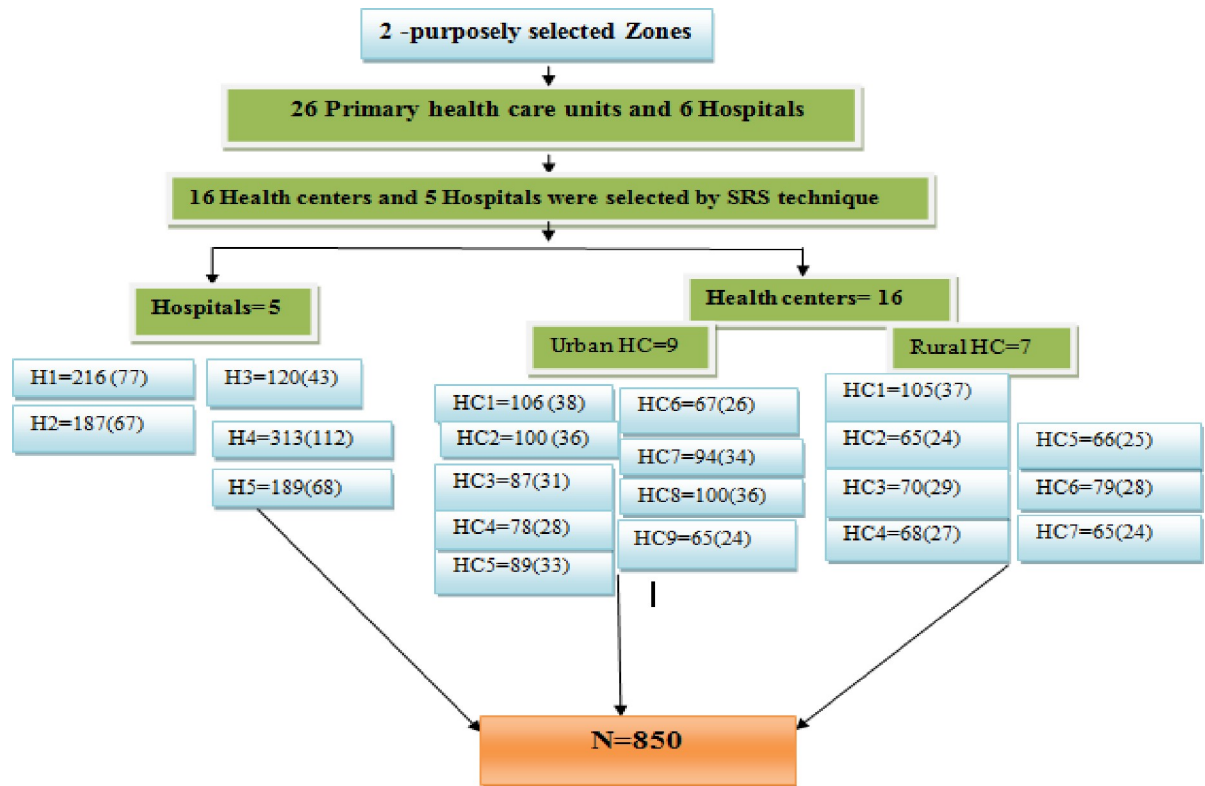 2 -purposely selected Zones
26 Primary health care units and 6 Hospitals
16 Health centers and 5 Hospitals were selected by SRS technique
Hospitals= 5
Health centers= 16
Urban HC=9
Rural HC=7
H1=216 (77)
H2=187(67)
H3=120(43)
H4=313(112)
H5=189(68)
HC1=106 (38)
HC2=100 (36)
HC3=87(31)
HC4=78(28)
HC5=89(33)
HC6=67(26)
HC7=94(34)
HC8=100(36)
HC9=65(24)
HC1=105(37)
HC2=65(24)
HC3=70(29)
HC4=68(27)
HC5=66(25)
HC6=79(28)
HC7=65(24)
N=850